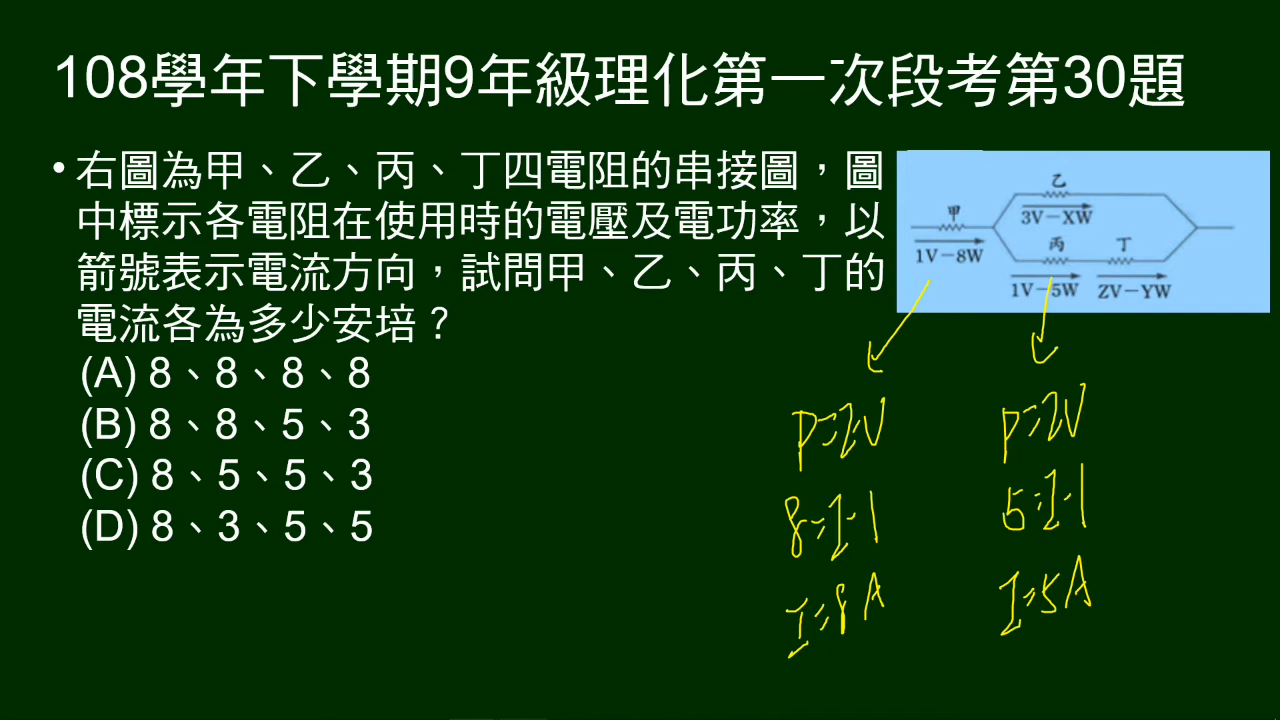 108學年下學期9年級理化第一次段考第30題
• 右圖為甲、乙、丙、丁四電阻的串接圖，圖
中標示各電阻在使用時的電壓及電功率，以
箭號表示電流方向，試問甲、乙、丙、丁的
電流各為多少安培？
(A) 8、8、8、8
(B) 8、8、5、3
(C) 8、5、5、3
(D) 8、3、5、5
乙
3V－XW
甲
1V－8W
丙 丁
1V－5W ZV－YW
P=I·V
8=I·1
I=8A
P=IV
5=I·1
I=5A